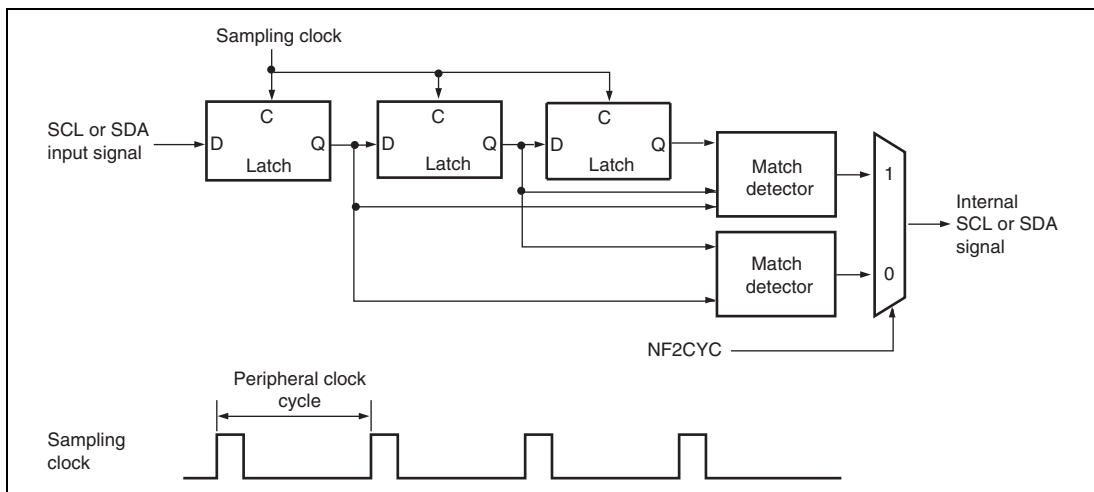 Sampling clock
C
C
C
SCL or SDA
input signal
D
Q
D
Q
D
Q
Latch
Latch
Latch
Match
detector
1
Internal
SCL or SDA
signal
Match
detector
0
NF2CYC
Peripheral clock
cycle
Sampling
clock